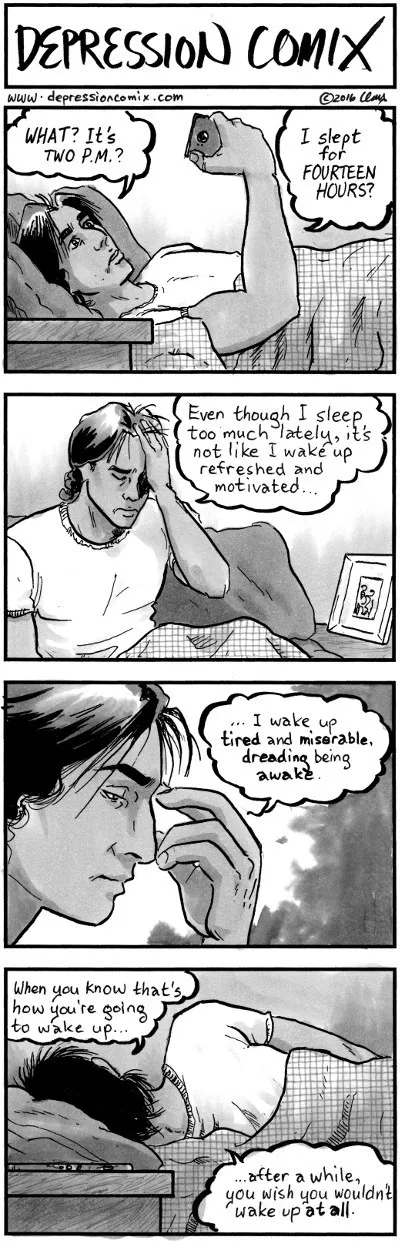 DEPRESSION COMIX
www.depressioncomix.com
©2016 Clay
WHAT? It's
TWO P.M.?
I slept
for
FOURTEEN
HOURS?
Even though I sleep
too much lately, it's
not like I wake up
refreshed and
motivated...
... I wake up
tired and miserable,
dreading being
awake.
When you know that's
how you're going
to wake up...
...after a while,
you wish you wouldn't
wake up at all.